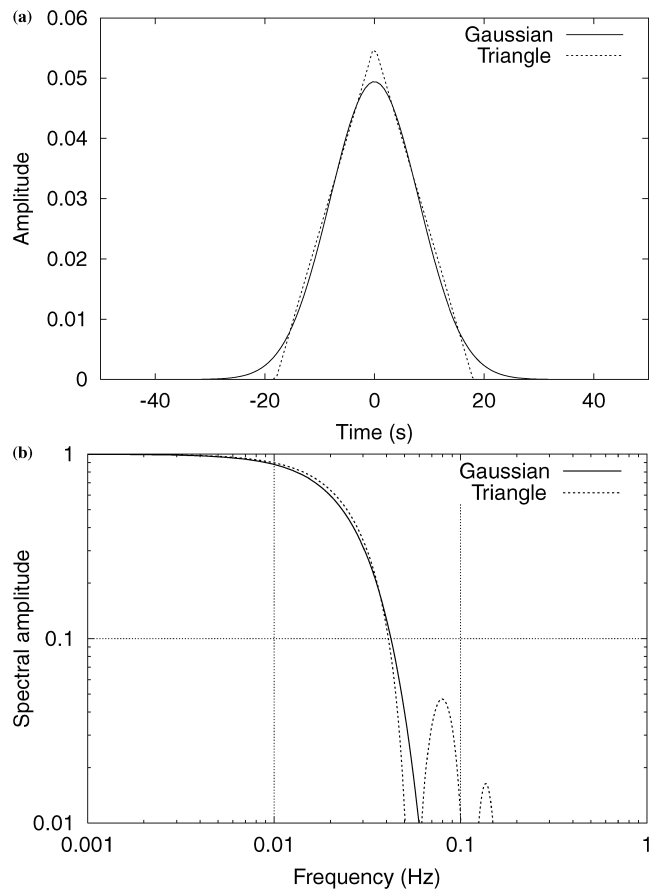 (a)
0.06
0.05
0.04
0.03
0.02
0.01
0
Amplitude
Gaussian
Triangle
-40 -20 0 20 40
Time (s)
(b)
1
0.1
0.01
Spectral amplitude
Gaussian
Triangle
0.001 0.01 0.1 1
Frequency (Hz)